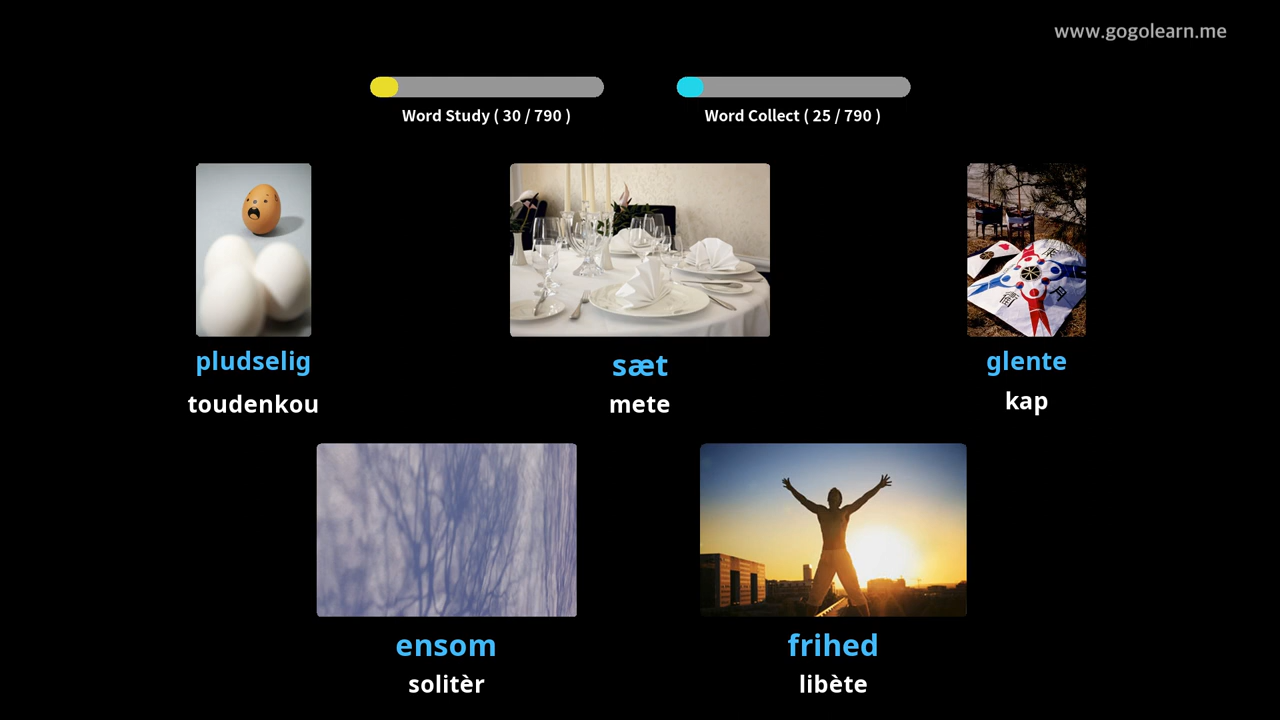 www.gogolearn.me
Word Study ( 30 / 790 )
Word Collect ( 25 / 790 )
pludselig
toudenkou
sæt
mete
glente
kap
ensom
solitèr
frihed
libète